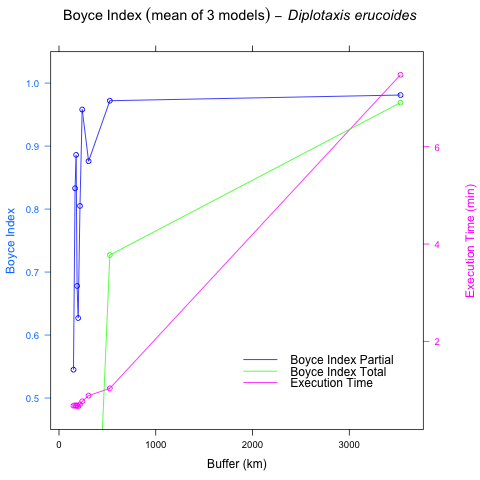 Boyce Index (mean of 3 models) – Diplotaxis erucoides
1.0
0.9
0.8
0.7
0.6
0.5
Boyce Index
6
4
2
Execution Time (min)
Boyce Index Partial
Boyce Index Total
Execution Time
0 1000 2000 3000
Buffer (km)